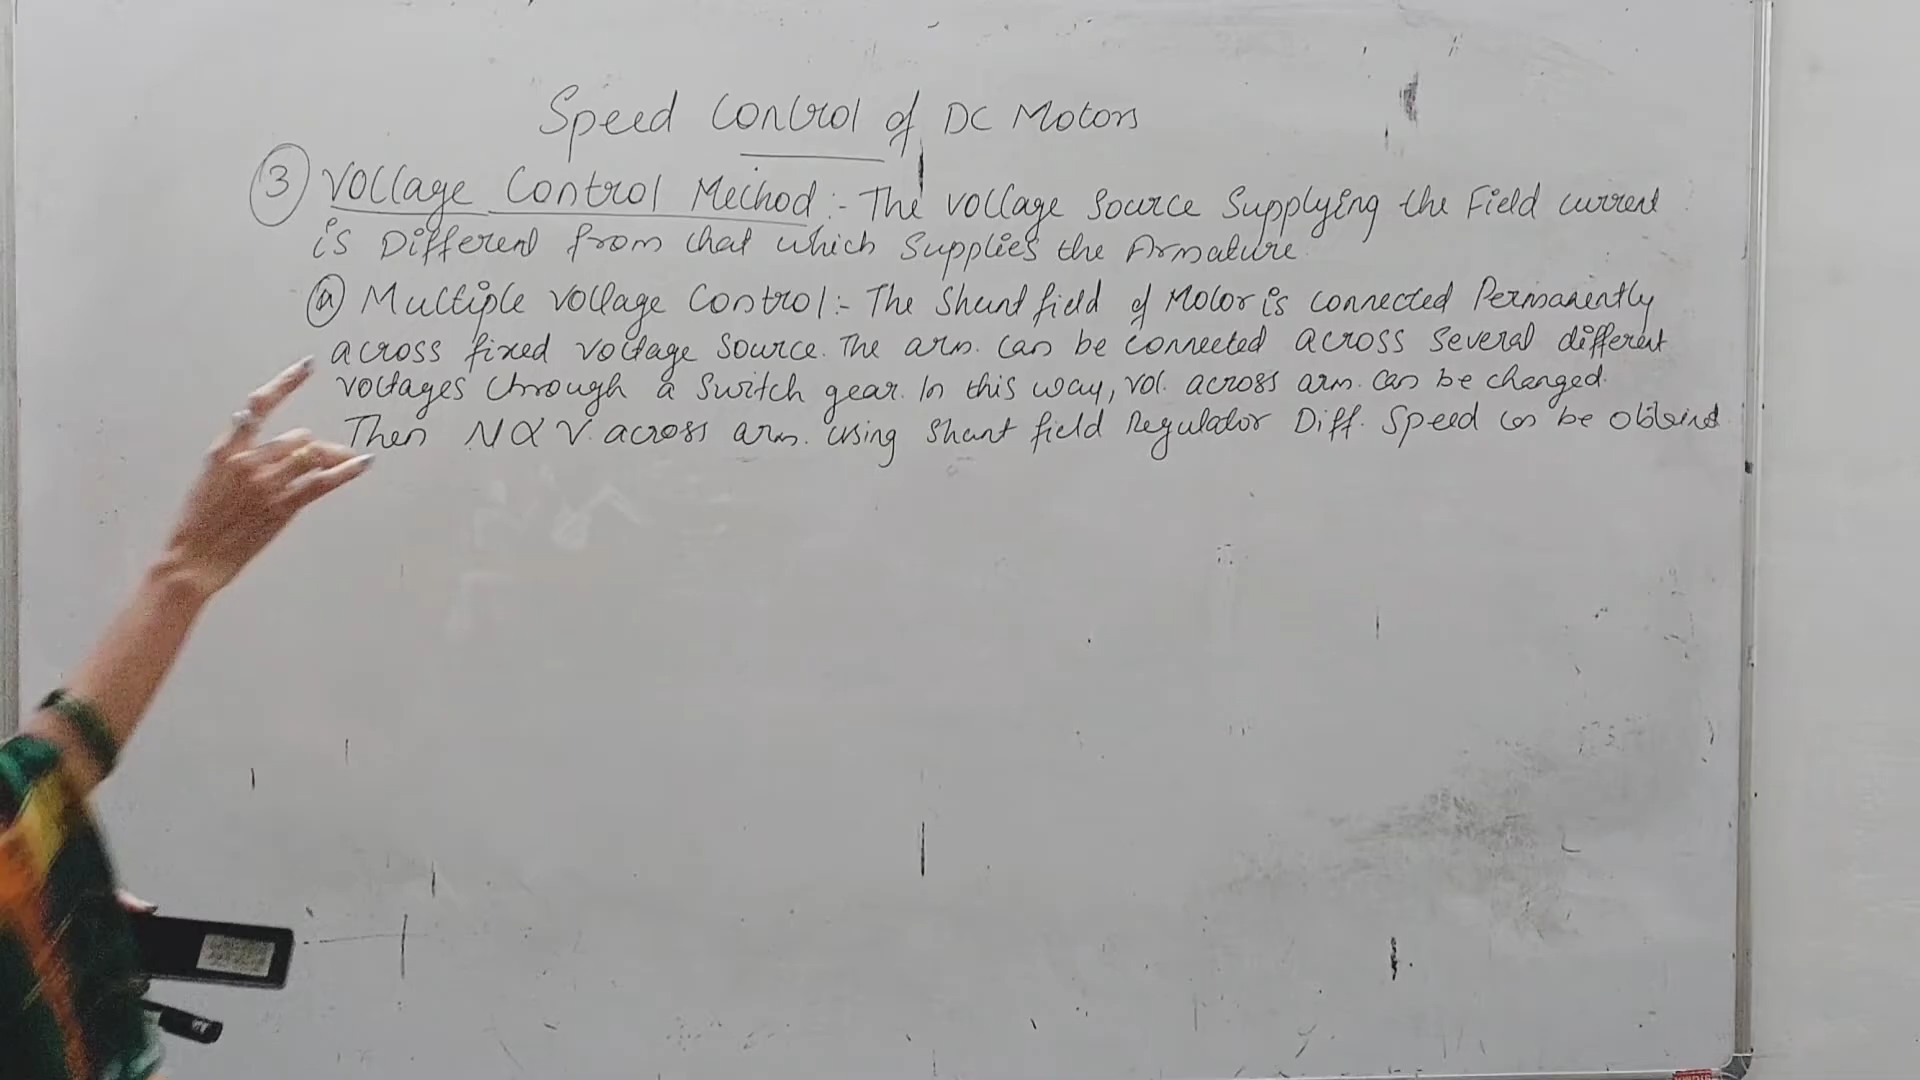 Speed Control of DC Motors
③ Voltage Control Method :- The voltage Source Supplying the Field current
is Different from that which Supplies the Armature.
ⓐ Multiple Voltage Control :- The Shunt field of Motor is connected Permanently
across fixed voltage Source. The arm. can be connected across several different
voltages through a switch gear. In this way, vol. across arm. can be changed.
Then N α V. across arm. Using Shunt field Regulator Diff. Speed can be obtained